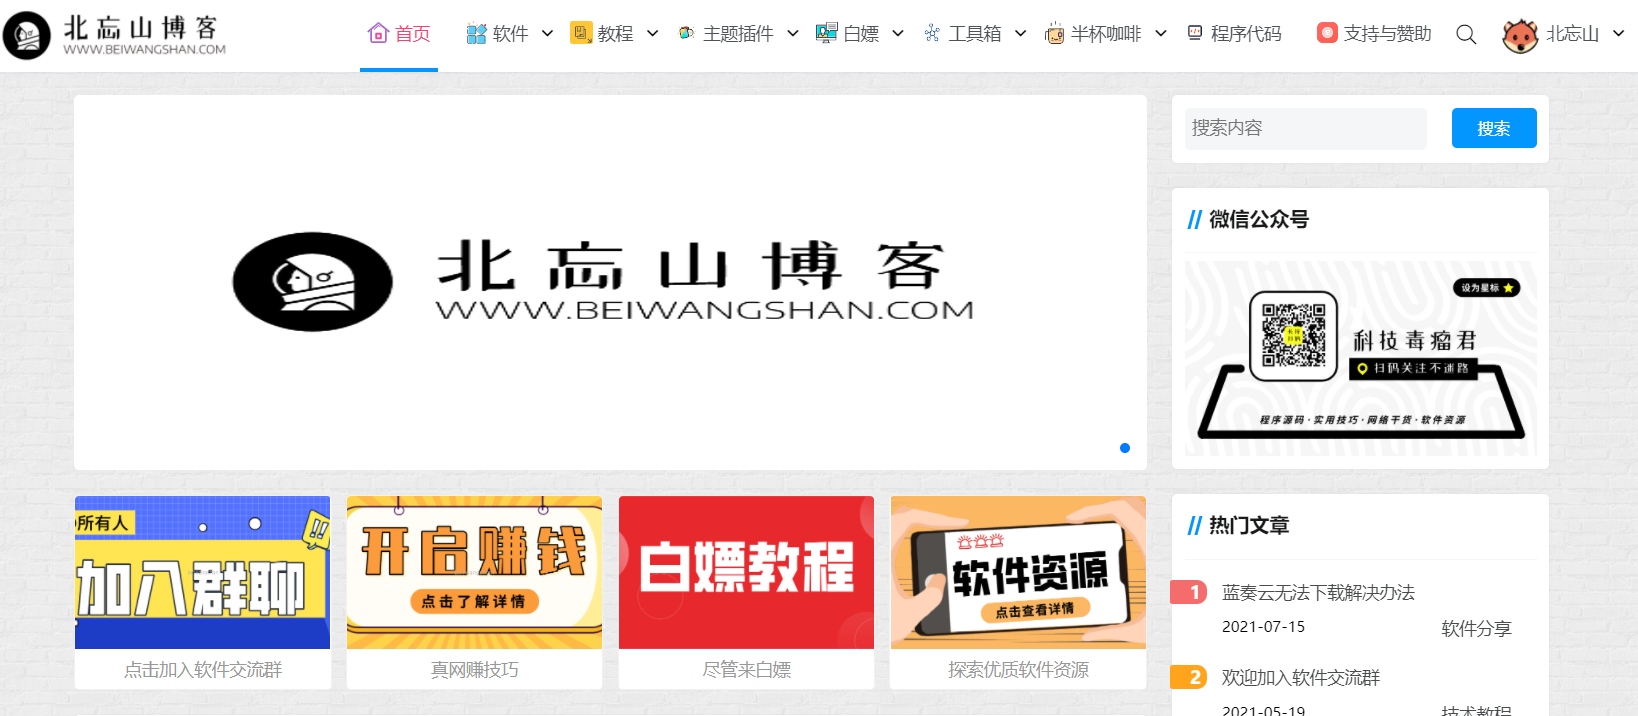 北忘山博客
WWW.BEIWANGSHAN.COM
首页 软件 教程 主题插件 白嫖 工具箱 半杯咖啡 程序代码 支持与赞助 北忘山
北忘山博客
WWW.BEIWANGSHAN.COM
搜索内容 搜索
// 微信公众号
设为星标
科技毒瘤君
扫码关注不迷路
程序源码·实用技巧·网络干货·软件资源
所有人
加入群聊
点击加入软件交流群
开启赚钱
点击了解详情
真网赚技巧
白嫖教程
尽管来白嫖
软件资源
点击查看详情
探索优质软件资源
// 热门文章
1 蓝奏云无法下载解决办法
2021-07-15 软件分享
2 欢迎加入软件交流群
2021-05-19 技术教程